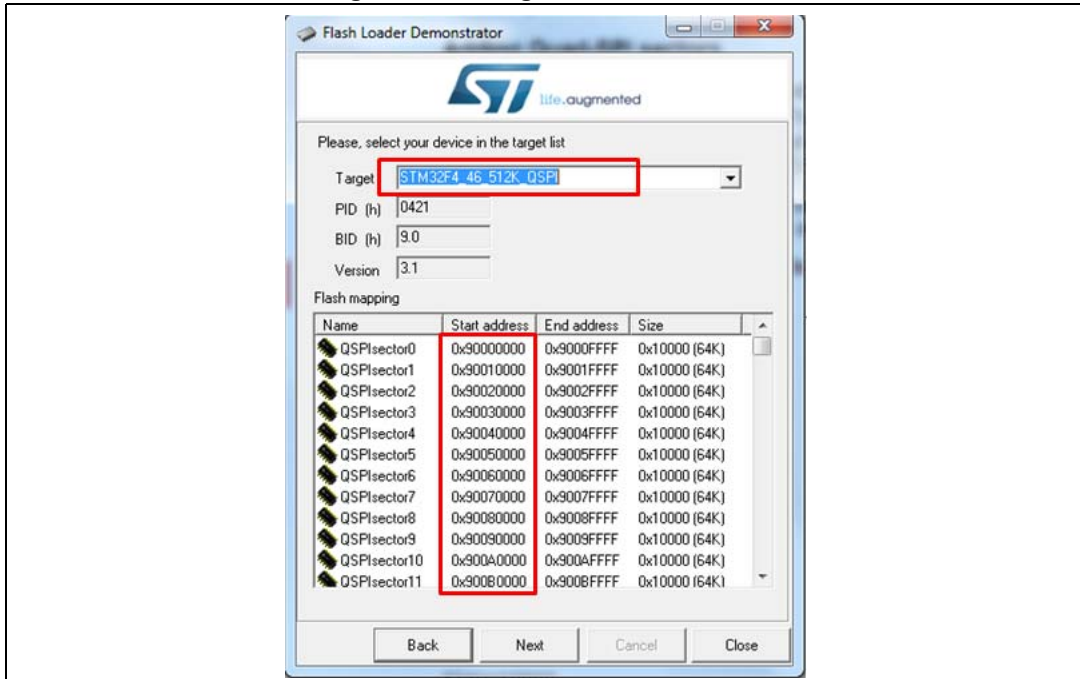 Flash Loader Demonstrator
ST life.augmented
Please, select your device in the target list
Target STM32F4_46_512K_QSPI
PID (h) 0421
BID (h) 9.0
Version 3.1
Flash mapping
Name Start address End address Size
QSPIsector0 0x90000000 0x9000FFFF 0x10000 (64K)
QSPIsector1 0x90010000 0x9001FFFF 0x10000 (64K)
QSPIsector2 0x90020000 0x9002FFFF 0x10000 (64K)
QSPIsector3 0x90030000 0x9003FFFF 0x10000 (64K)
QSPIsector4 0x90040000 0x9004FFFF 0x10000 (64K)
QSPIsector5 0x90050000 0x9005FFFF 0x10000 (64K)
QSPIsector6 0x90060000 0x9006FFFF 0x10000 (64K)
QSPIsector7 0x90070000 0x9007FFFF 0x10000 (64K)
QSPIsector8 0x90080000 0x9008FFFF 0x10000 (64K)
QSPIsector9 0x90090000 0x9009FFFF 0x10000 (64K)
QSPIsector10 0x900A0000 0x900AFFFF 0x10000 (64K)
QSPIsector11 0x900B0000 0x900BFFFF 0x10000 (64K)
Back Next Cancel Close